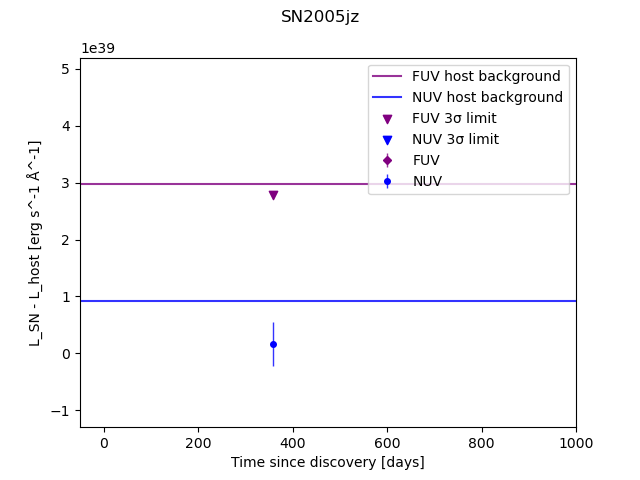 SN2005jz
1e39
L_SN - L_host [erg s^-1 Å^-1]
5
4
3
2
1
0
−1
FUV host background
NUV host background
FUV 3σ limit
NUV 3σ limit
FUV
NUV
0 200 400 600 800 1000
Time since discovery [days]